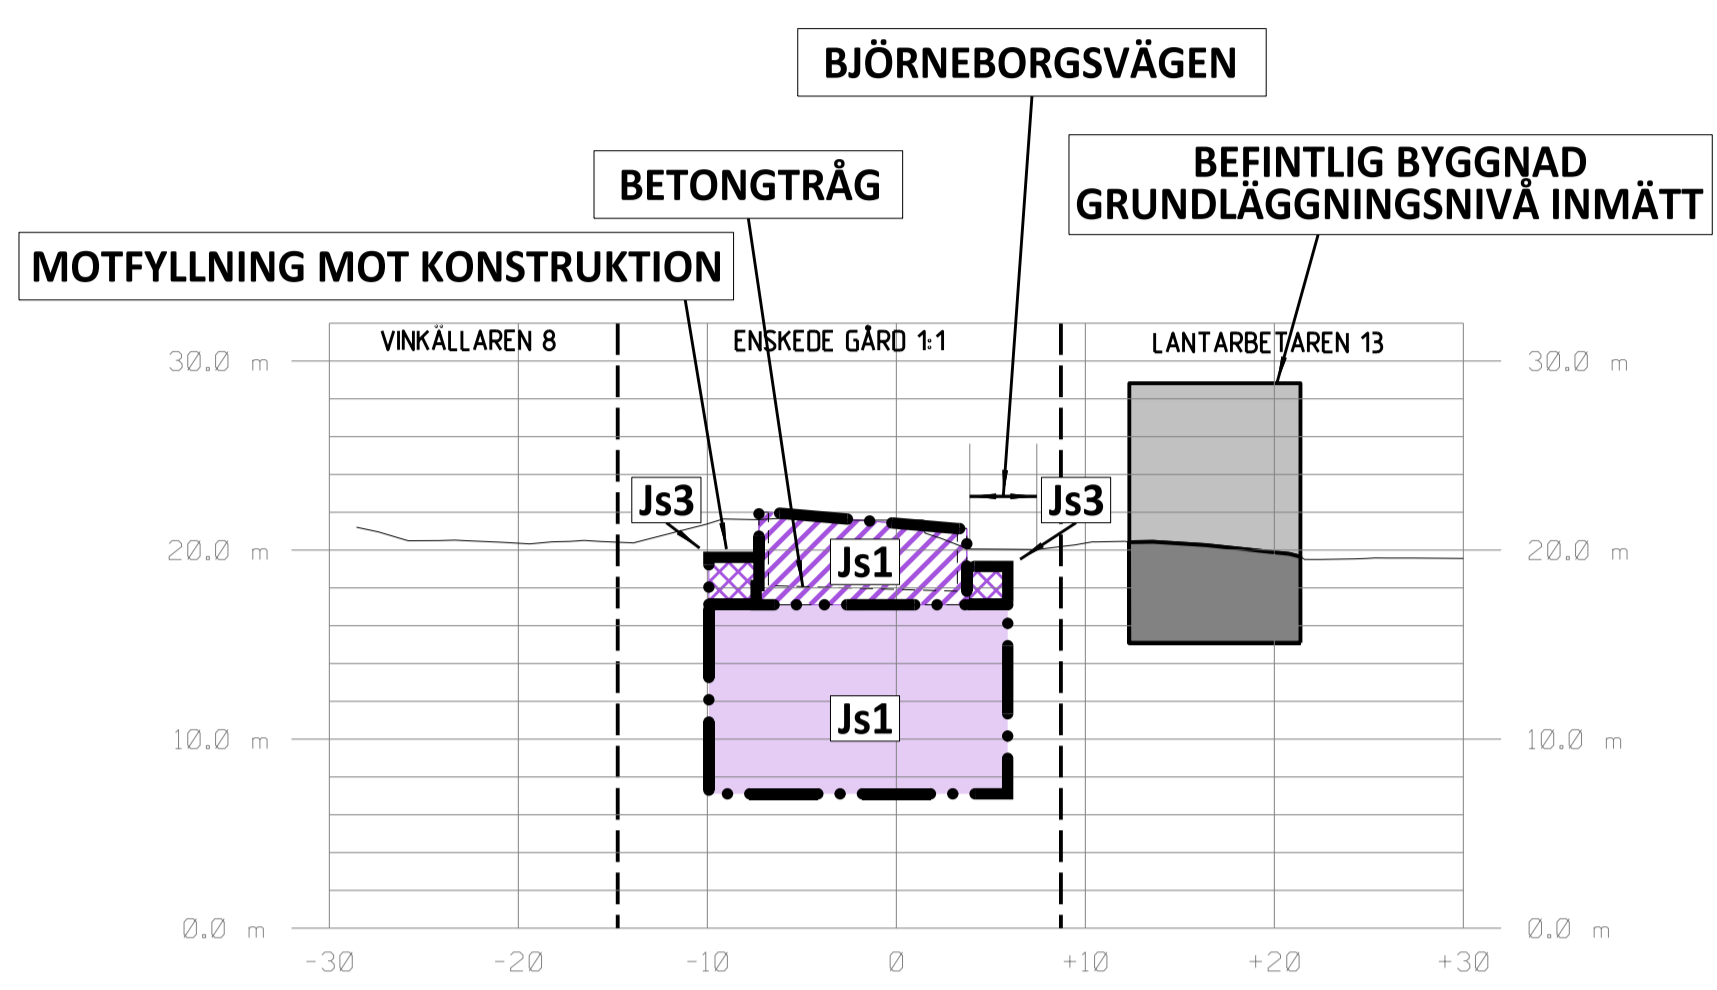 BJÖRNEBORGSVÄGEN
BEFINTLIG BYGGNAD
GRUNDLÄGGNINGSNIVÅ INMÄTT
BETONGTRÅG
MOTFYLLNING MOT KONSTRUKTION
VINKÄLLAREN 8
ENSKEDE GÅRD 1:1
LANTARBETAREN 13
30.0 m
30.0 m
Js3
Js3
20.0 m
20.0 m
Js1
Js1
10.0 m
10.0 m
0.0 m
0.0 m
-30
-20
-10
0
+10
+20
+30